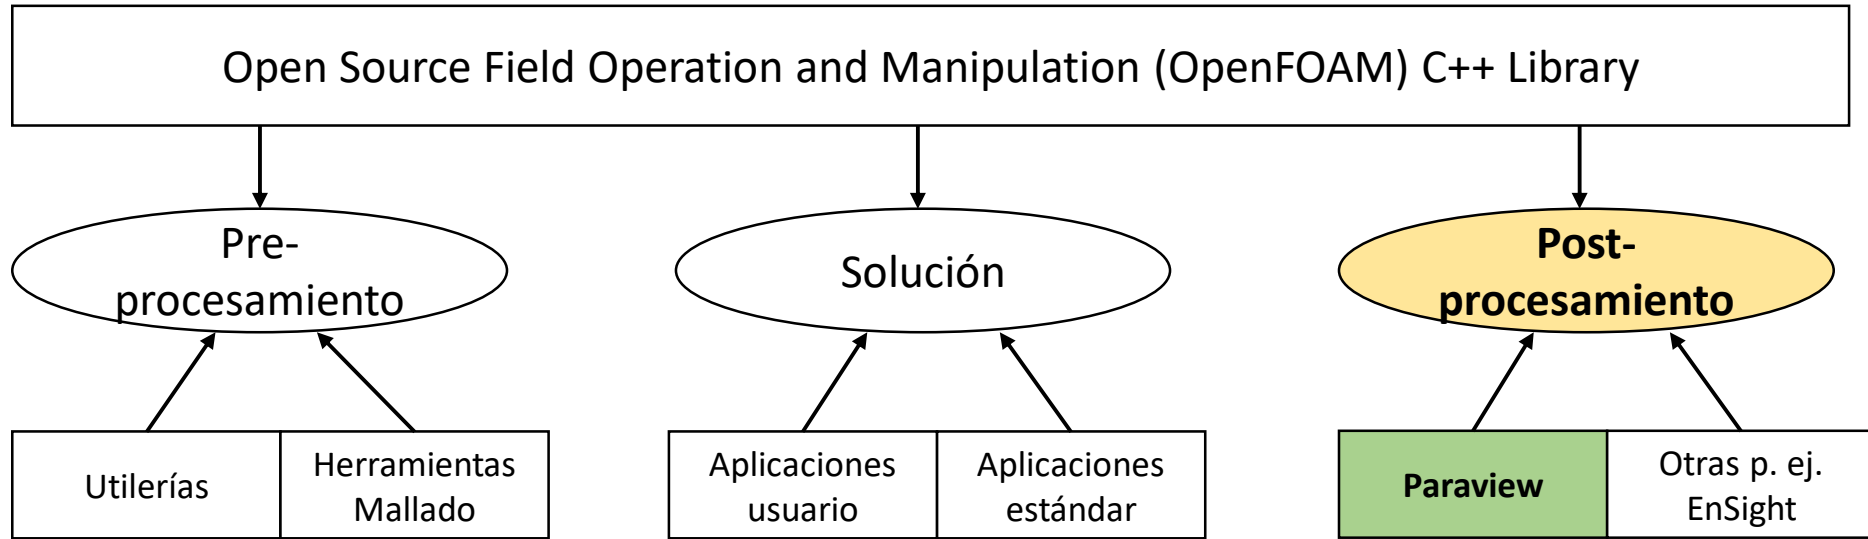 Open Source Field Operation and Manipulation (OpenFOAM) C++ Library
Pre-
procesamiento
Solución
Post-
procesamiento
Utilerías
Herramientas
Mallado
Aplicaciones
usuario
Aplicaciones
estándar
Paraview
Otras p. ej.
EnSight